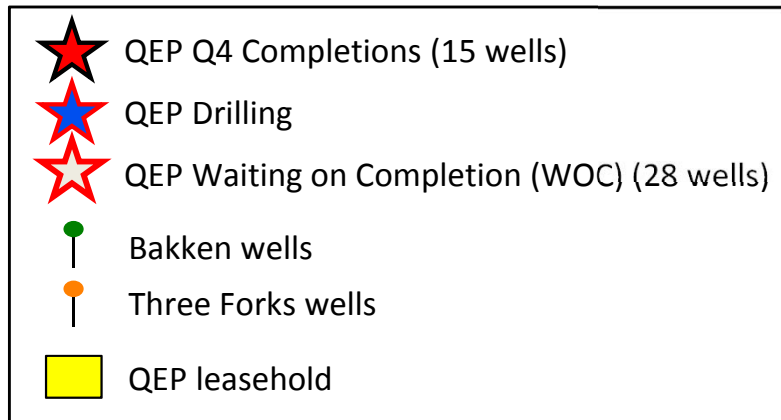 QEP Q4 Completions (15 wells)
QEP Drilling
QEP Waiting on Completion (WOC) (28 wells)
Bakken wells
Three Forks wells
QEP leasehold